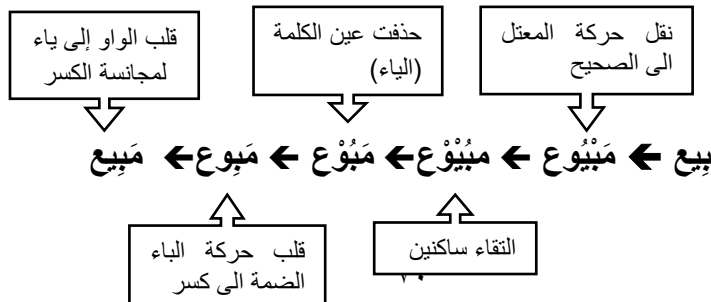 نقل حركة المعتل
الى الصحيح
حذفت عين الكلمة
(الياء)
قلب الواو إلى ياء
لمجانسة الكسر
بِيع ← مَبْيُوع ← مبُيْوْع ← مَبُوْع ← مَبِوع ← مَبِيع
التقاء ساكنين
قلب حركة الباء
الضمة الى كسر